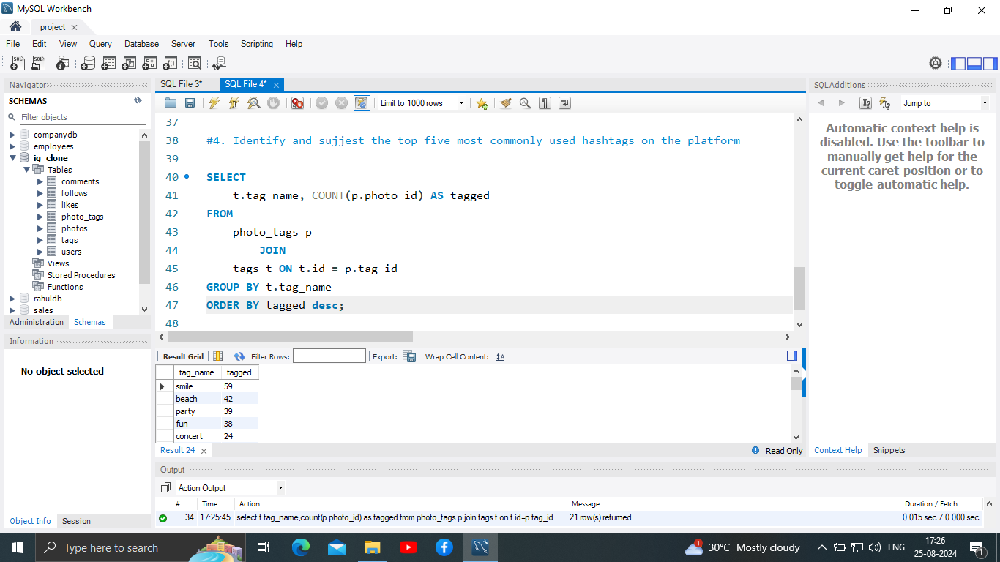 MySQL Workbench
project
File Edit View Query Database Server Tools Scripting Help
Navigator
SCHEMAS
Filter objects
companydb
employees
ig_clone
Tables
comments
follows
likes
photo_tags
photos
tags
users
Views
Stored Procedures
Functions
rahuldb
sales
Administration Schemas
Information
No object selected
Object Info Session
SQL File 3* SQL File 4*
Limit to 1000 rows
37
38 #4. Identify and sujjest the top five most commonly used hashtags on the platform
39
40 SELECT
41 t.tag_name, COUNT(p.photo_id) AS tagged
42 FROM
43 photo_tags p
44 JOIN
45 tags t ON t.id = p.tag_id
46 GROUP BY t.tag_name
47 ORDER BY tagged desc;
48
Result Grid Filter Rows: Export: Wrap Cell Content:
tag_name tagged
smile 59
beach 42
party 39
fun 38
concert 24
Result 24 Read Only
Output
Action Output
# Time Action Message Duration / Fetch
34 17:25:45 select t.tag_name,count(p.photo_id) as tagged from photo_tags p join tags t on t.id=p.tag_id ... 21 row(s) returned 0.015 sec / 0.000 sec
SQLAdditions
Jump to
Automatic context help is
disabled. Use the toolbar to
manually get help for the
current caret position or to
toggle automatic help.
Context Help Snippets
Type here to search
1
30°C Mostly cloudy
ENG
17:26
25-08-2024
1